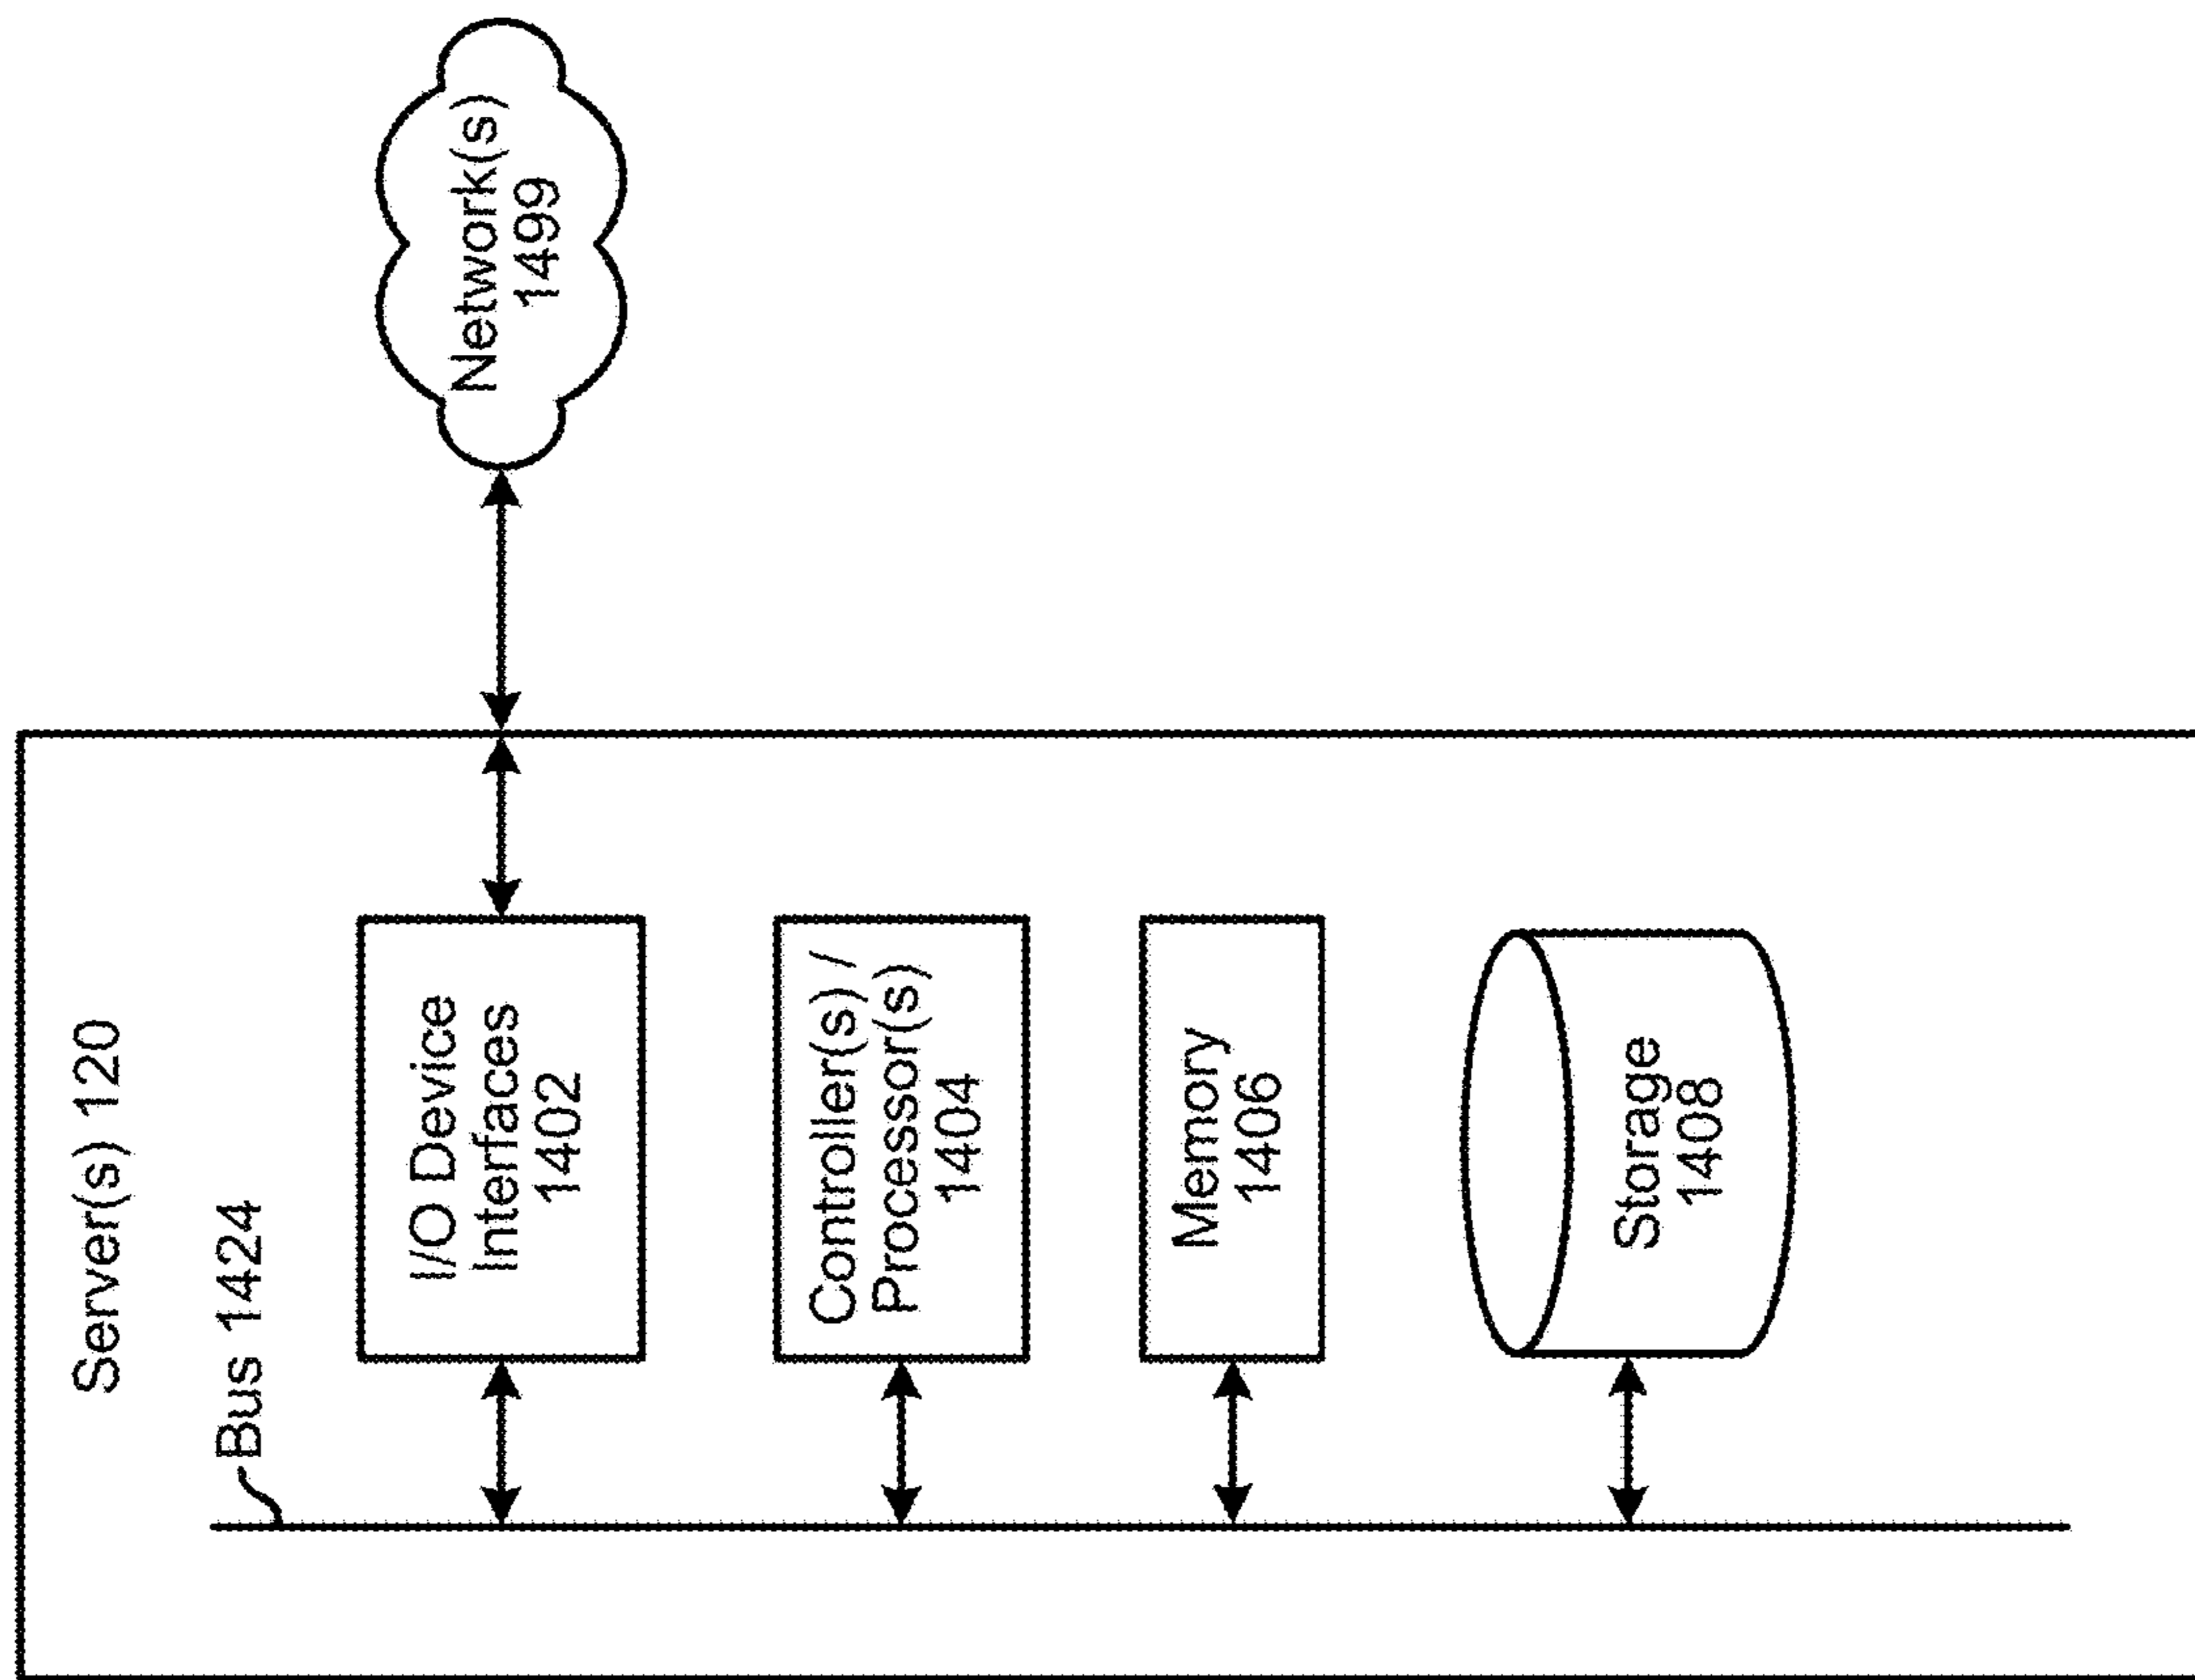 Server(s) 120
Bus 1424
I/O Device
Interfaces
1402
Network(s)
1499
Controller(s) /
Processor(s)
1404
Memory
1406
Storage
1408